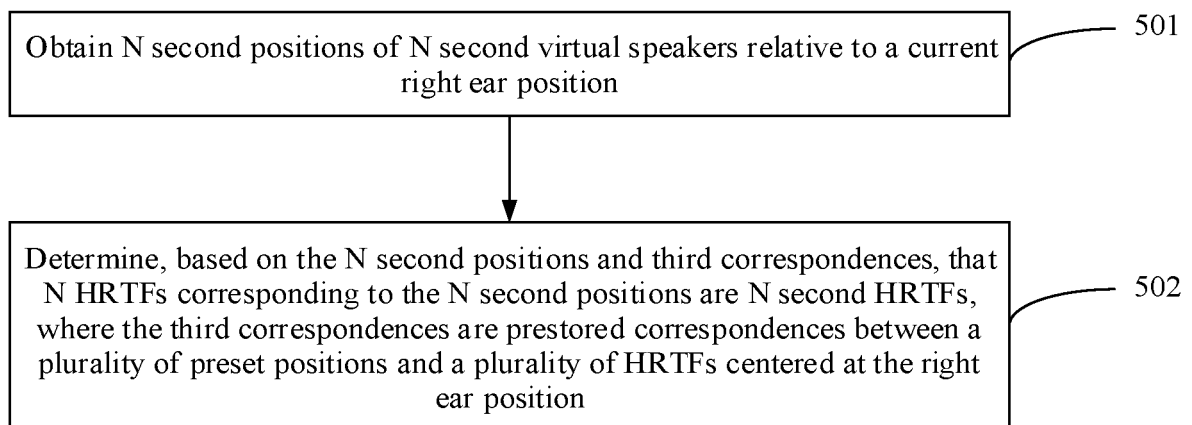 Obtain N second positions of N second virtual speakers relative to a current
right ear position
501
Determine, based on the N second positions and third correspondences, that
N HRTFs corresponding to the N second positions are N second HRTFs,
where the third correspondences are prestored correspondences between a
plurality of preset positions and a plurality of HRTFs centered at the right
ear position
502